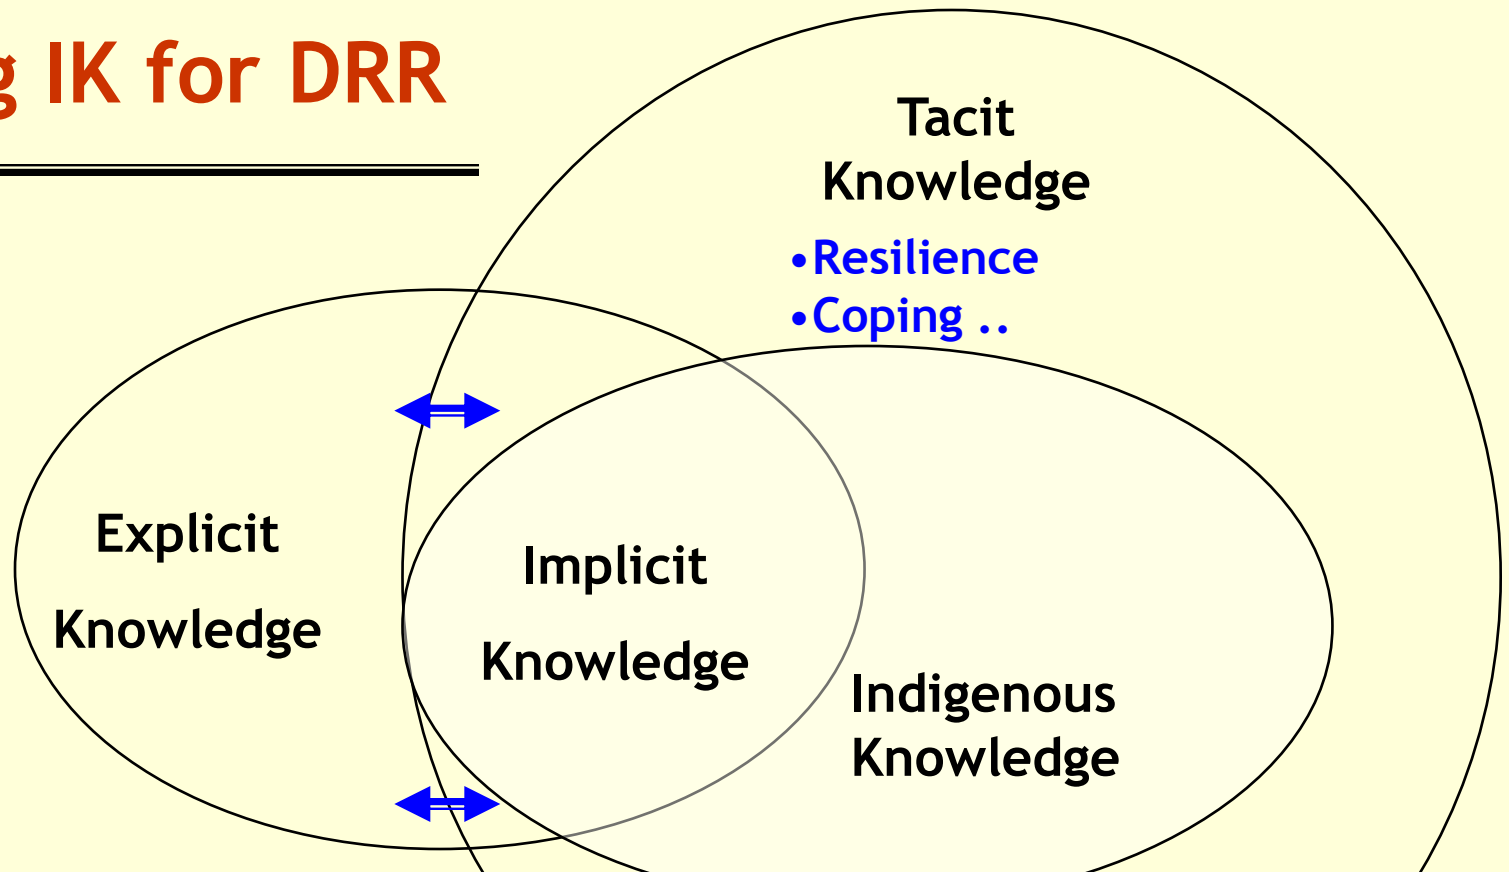 g IK for DRR
Tacit
Knowledge
•Resilience
•Coping ..
Explicit
Knowledge
Implicit
Knowledge
Indigenous
Knowledge